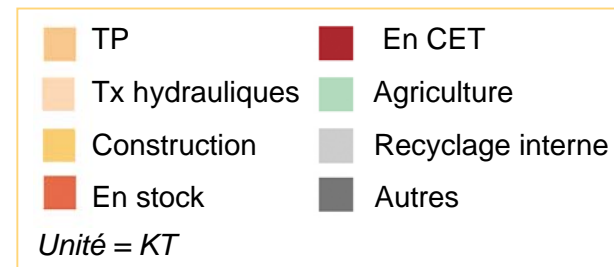 TP
En CET
Tx hydrauliques
Agriculture
Construction
Recyclage interne
En stock
Autres
Unité = KT